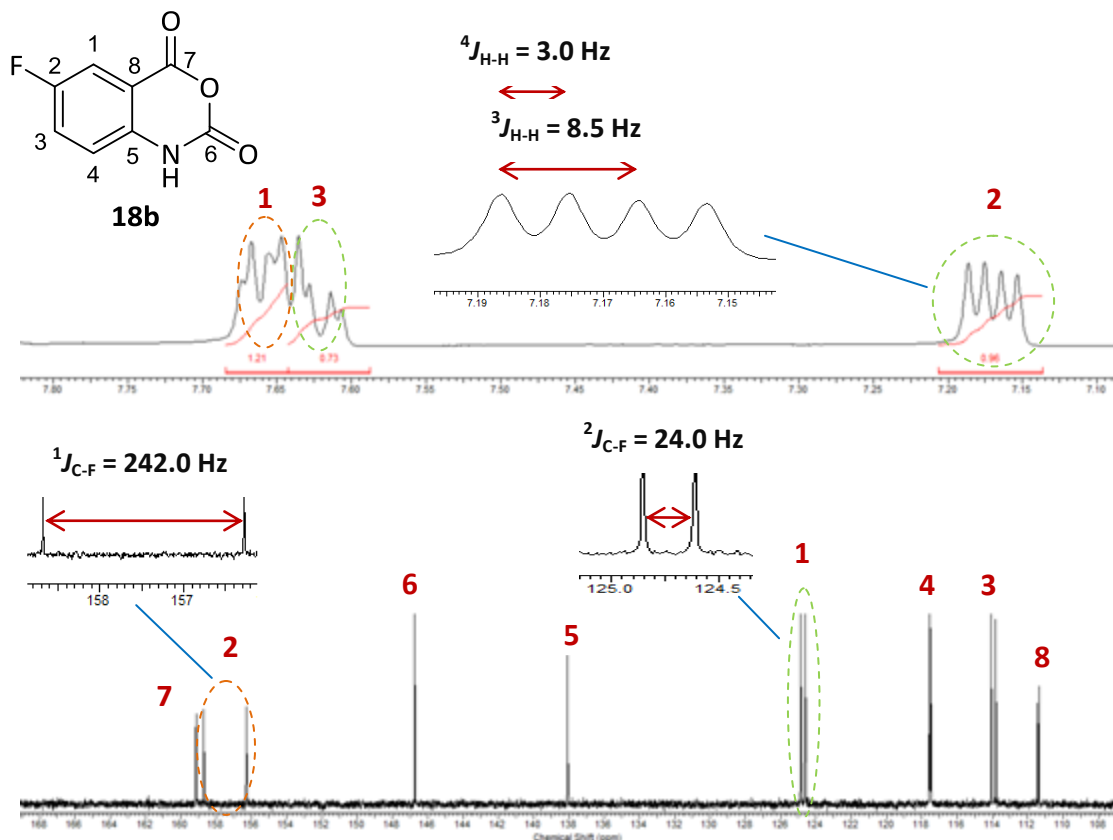 O
1
7
F
2
8
O
3
5
6
O
4
N
H
18b
⁴J_H-H = 3.0 Hz
³J_H-H = 8.5 Hz
1
3
2
7.19 7.18 7.17 7.16 7.15
1.21 0.73 0.96
7.80 7.70 7.65 7.60 7.55 7.50 7.45 7.40 7.35 7.30 7.25 7.20 7.15 7.10
¹J_C-F = 242.0 Hz
²J_C-F = 24.0 Hz
158 157
125.0 124.5
7
2
6
5
1
4
3
8
168 166 164 162 160 158 156 154 152 150 148 146 144 142 140 138 136 134 132 130 128 126 124 122 120 118 116 114 112 110 108
Chemical Shift (ppm)